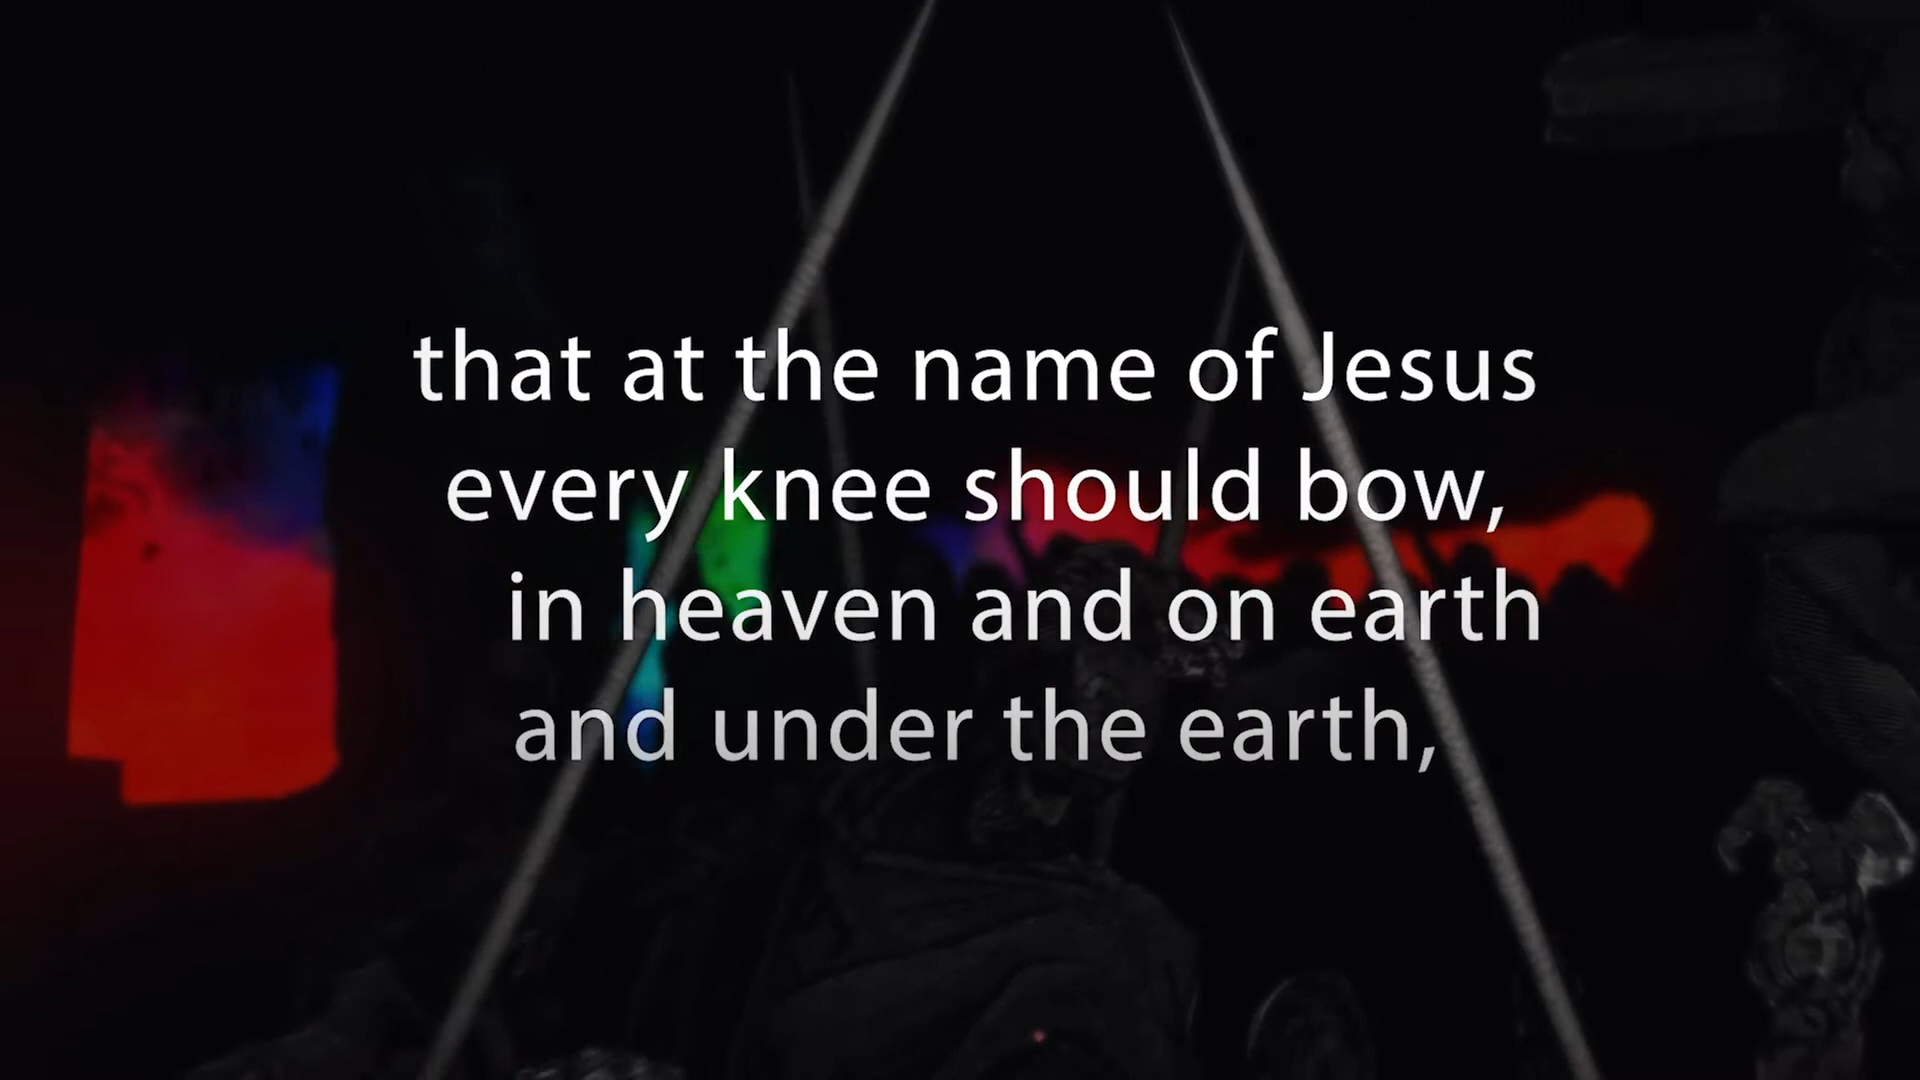 that at the name of Jesus
every knee should bow,
in heaven and on earth
and under the earth,